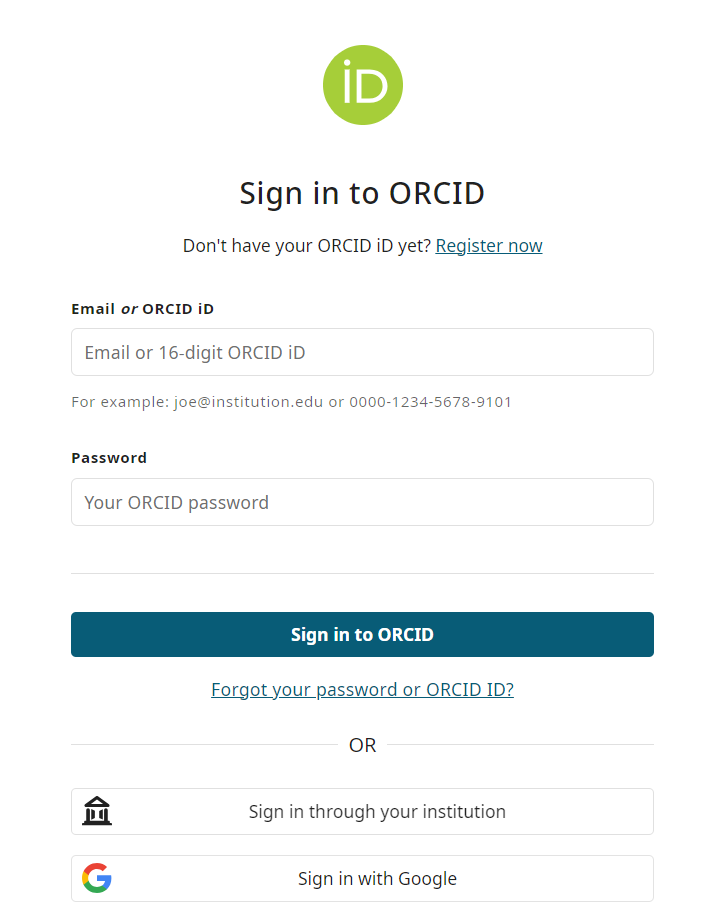 iD
Sign in to ORCID
Don't have your ORCID iD yet? Register now
Email or ORCID iD
Email or 16-digit ORCID iD
For example: joe@institution.edu or 0000-1234-5678-9101
Password
Your ORCID password
Sign in to ORCID
Forgot your password or ORCID ID?
OR
Sign in through your institution
Sign in with Google